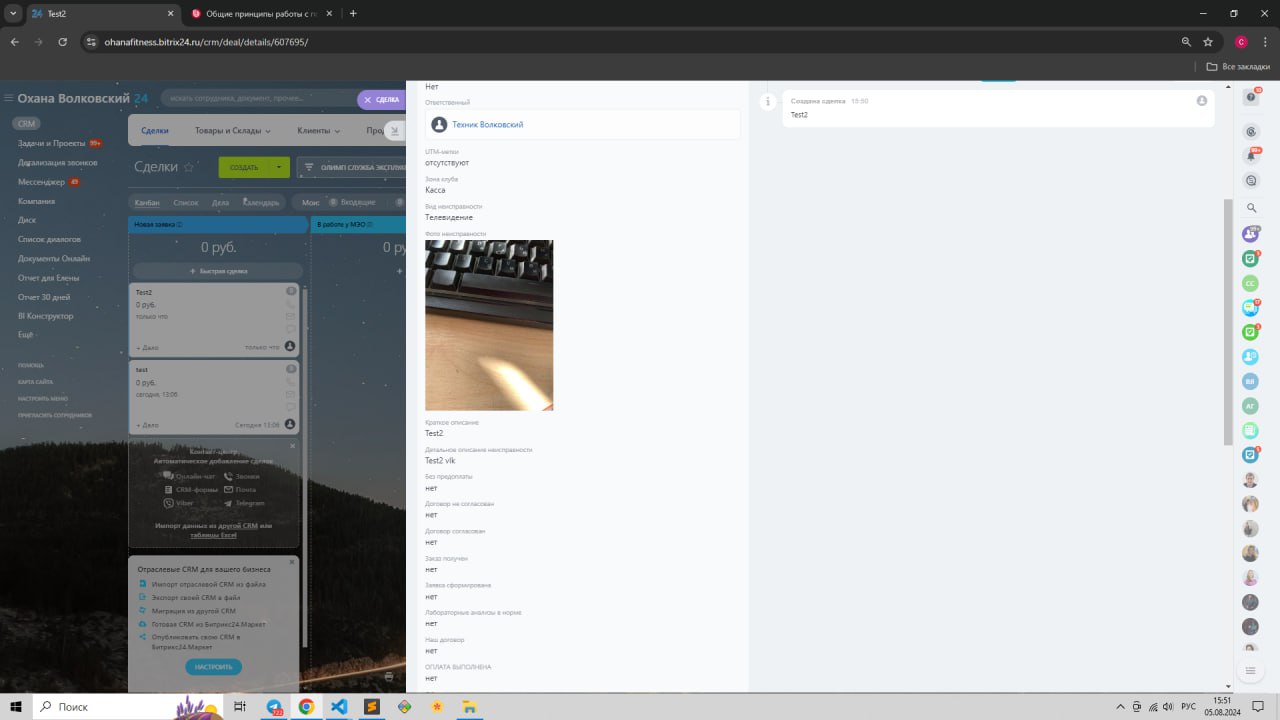 Test2
Общие принципы работы с п
ohanafitness.bitrix24.ru/crm/deal/details/607695/
С
Все закладки
Охана Волковский 24
искать сотрудника, документ, прочее...
СДЕЛКА
CRM
Задачи и Проекты 99+
Детализация звонков
Мессенджер 49
Компания
Диск
Список диалогов
Документы Онлайн
Отчет для Елены
Отчет 30 дней
BI Конструктор
Ещё
ПОМОЩЬ
КАРТА САЙТА
НАСТРОИТЬ МЕНЮ
ПРИГЛАСИТЬ СОТРУДНИКОВ
Сделки
Товары и Склады
Клиенты
Про
Сделки
СОЗДАТЬ
ОЛИМП СЛУЖБА ЭКСПЛУ
Канбан
Список
Дела
Календарь
Мои:
0 Входящие
0
Новая заявка (2)
В работе у МЭО
0 руб.
0 ру
+ Быстрая сделка
+
Test2
0 руб.
только что
+ Дело
только что
test
0 руб.
сегодня, 13:06
+ Дело
Сегодня 13:06
Контакт-центр
Автоматическое добавление сделок
Онлайн-чат
Звонки
CRM-формы
Почта
Viber
Telegram
Импорт данных из другой CRM или
таблицы Excel
Отраслевые CRM для вашего бизнеса
Импорт отраслевой CRM из файла
Экспорт своей CRM в файл
Миграция из другой CRM
Готовая CRM из Битрикс24.Маркет
Опубликовать свою CRM в
Битрикс24.Маркет
НАСТРОИТЬ
Нет
Ответственный
Техник Волковский
UTM-метки
отсутствуют
Зона клуба
Касса
Вид неисправности
Телевидение
Фото неисправности
Краткое описание
Test2
Детальное описание неисправности
Test2 vlk
Без предоплаты
нет
Договор не согласован
нет
Договор согласован
нет
Заказ получен
нет
Заявка сформирована
нет
Лабораторные анализы в норме
нет
Наш договор
нет
ОПЛАТА ВЫПОЛНЕНА
нет
Создана сделка
Test2
99+
СС
ВЯ
АГ
Поиск
РУС
15:51
05.08.2024